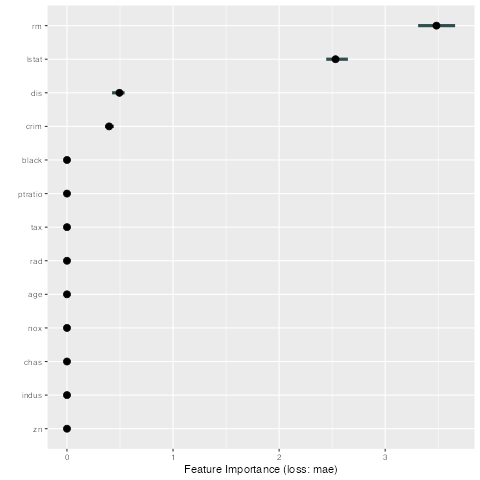 rm
lstat
dis
crim
black
ptratio
tax
rad
age
nox
chas
indus
zn
0 1 2 3
Feature Importance (loss: mae)